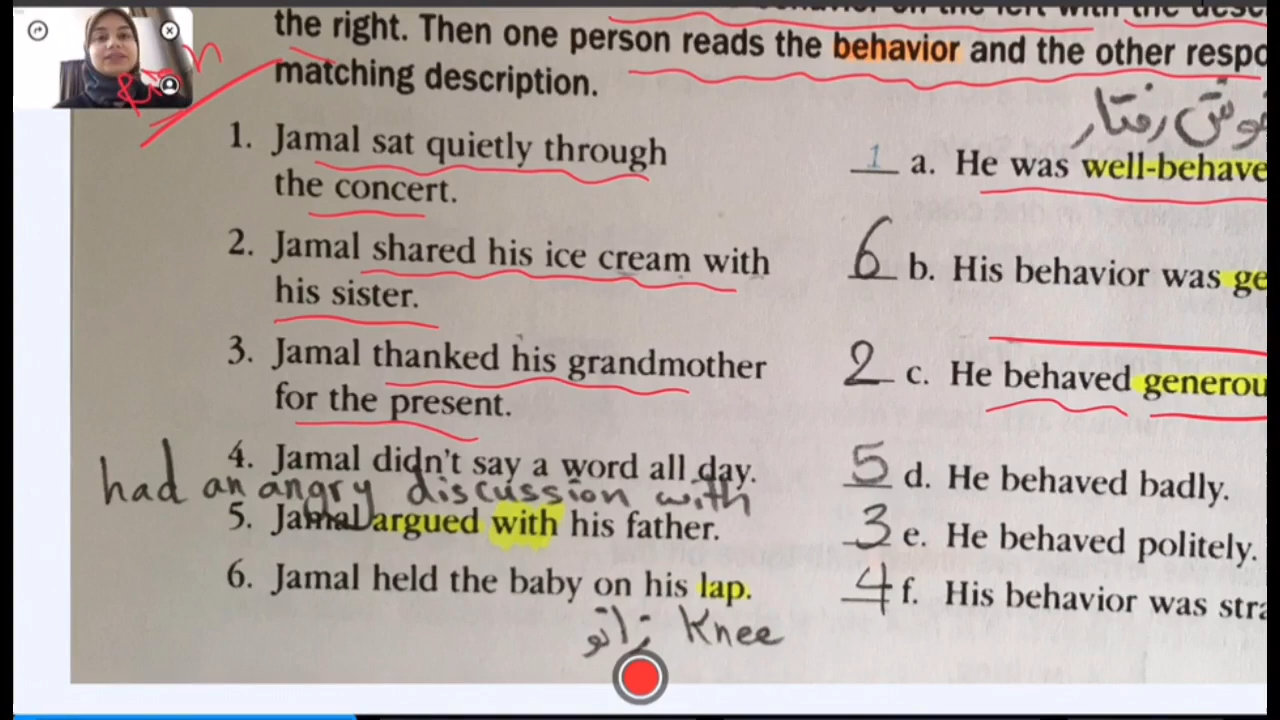 the right. Then one person reads the behavior and the other respo
matching description.
1. Jamal sat quietly through
the concert.
2. Jamal shared his ice cream with
his sister.
3. Jamal thanked his grandmother
for the present.
4. Jamal didn't say a word all day.
had an angry discussion with
5. Jamal argued with his father.
6. Jamal held the baby on his lap.
زانو Knee
خوش رفتار
1 a. He was well-behave
6 b. His behavior was ge
2 c. He behaved generou
5 d. He behaved badly.
3 e. He behaved politely.
4 f. His behavior was stra